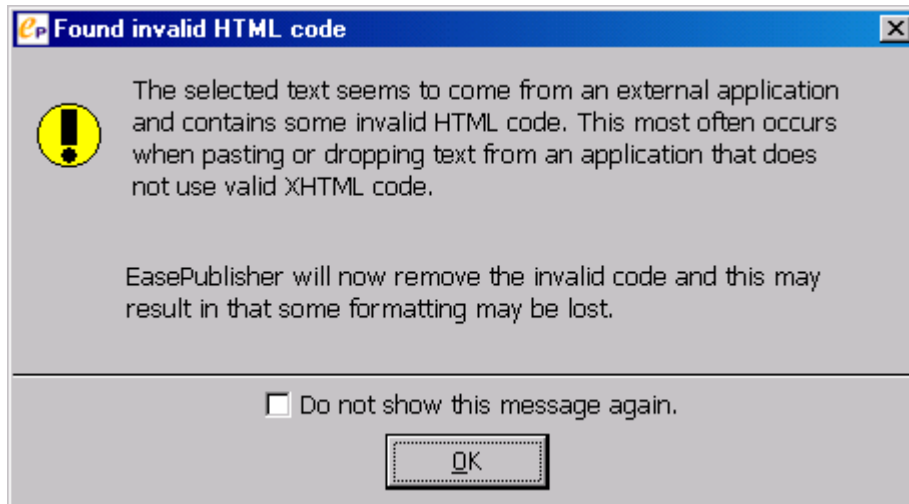 eP Found invalid HTML code
The selected text seems to come from an external application
and contains some invalid HTML code. This most often occurs
when pasting or dropping text from an application that does
not use valid XHTML code.
EasePublisher will now remove the invalid code and this may
result in that some formatting may be lost.
Do not show this message again.
OK